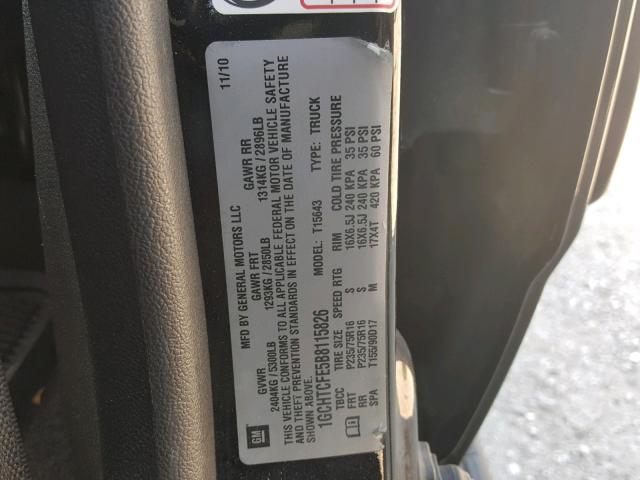 MFD BY GENERAL MOTORS LLC
11/10
GM
GVWR
GAWR FRT
GAWR RR
2404KG / 5300LB
1293KG / 2850LB
1314KG / 2896LB
THIS VEHICLE CONFORMS TO ALL APPLICABLE FEDERAL MOTOR VEHICLE SAFETY
AND THEFT PREVENTION STANDARDS IN EFFECT ON THE DATE OF MANUFACTURE
SHOWN ABOVE.
1GCHTCFE5B8115826 MODEL: T15643 TYPE: TRUCK
TBCC TIRE SIZE SPEED RTG RIM COLD TIRE PRESSURE
FRT P235/75R16 S 16X6.5J 240 KPA 35 PSI
RR P235/75R16 S 16X6.5J 240 KPA 35 PSI
SPA T155/90D17 M 17X4T 420 KPA 60 PSI